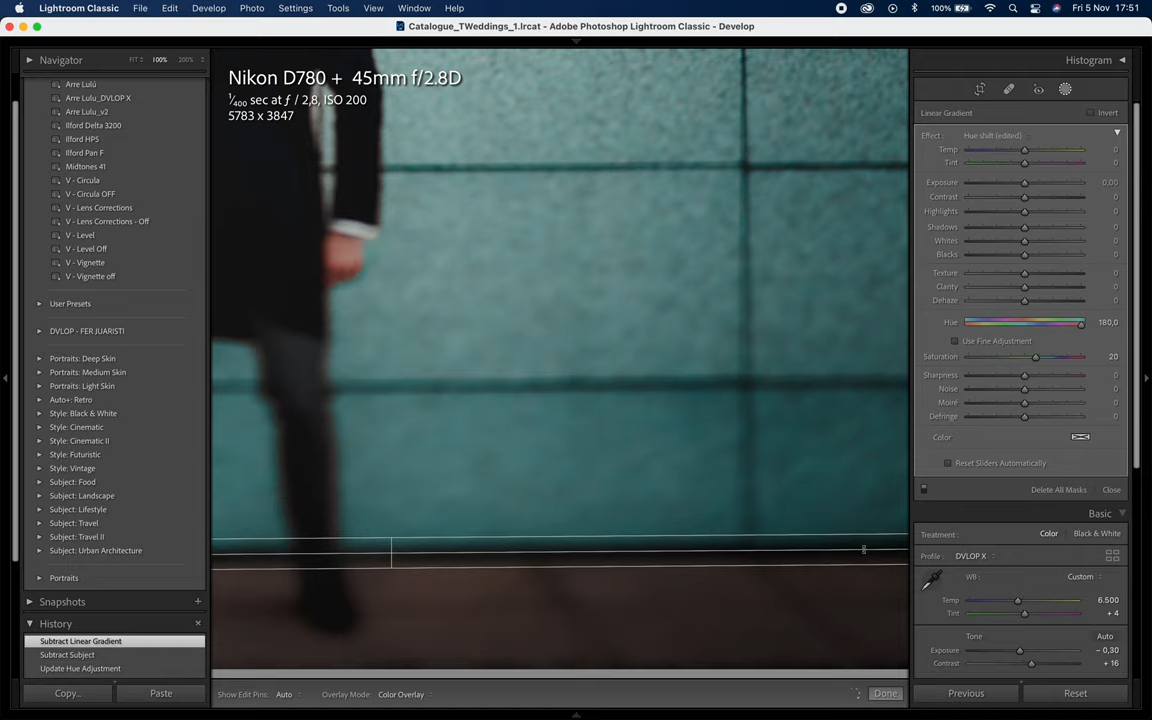 Lightroom Classic File Edit Develop Photo Settings Tools View Window Help 100% Fri 5 Nov 17:51
Catalogue_TWeddings_1.lrcat - Adobe Photoshop Lightroom Classic - Develop
Navigator FIT 100% 200%
Arre Lulú
Arre Lulu_DVLOP X
Arre Lulu_v2
Ilford Delta 3200
Ilford HP5
Ilford Pan F
Midtones 41
V - Circula
V - Circula OFF
V - Lens Corrections
V - Lens Corrections - Off
V - Level
V - Level Off
V - Vignette
V - Vignette off
User Presets
DVLOP - FER JUARISTI
Portraits: Deep Skin
Portraits: Medium Skin
Portraits: Light Skin
Auto+: Retro
Style: Black & White
Style: Cinematic
Style: Cinematic II
Style: Futuristic
Style: Vintage
Subject: Food
Subject: Landscape
Subject: Lifestyle
Subject: Travel
Subject: Travel II
Subject: Urban Architecture
Portraits
Snapshots +
History ×
Subtract Linear Gradient
Subtract Subject
Update Hue Adjustment
Copy... Paste
Nikon D780 + 45mm f/2.8D
1/400 sec at ƒ / 2,8, ISO 200
5783 x 3847
Show Edit Pins: Auto Overlay Mode: Color Overlay Done
Histogram
Linear Gradient Invert
Effect: Hue shift (edited)
Temp 0
Tint 0
Exposure 0,00
Contrast 0
Highlights 0
Shadows 0
Whites 0
Blacks 0
Texture 0
Clarity 0
Dehaze 0
Hue 180,0
Use Fine Adjustment
Saturation 20
Sharpness 0
Noise 0
Moiré 0
Defringe 0
Color
Reset Sliders Automatically
Delete All Masks Close
Basic
Treatment: Color Black & White
Profile: DVLOP X
WB: Custom
Temp 6.500
Tint + 4
Tone Auto
Exposure – 0,30
Contrast + 16
Previous Reset